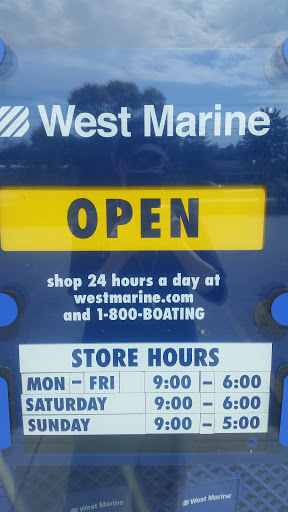 West Marine
OPEN
shop 24 hours a day at
westmarine.com
and 1-800-BOATING
STORE HOURS
MON - FRI 9:00 - 6:00
SATURDAY 9:00 - 6:00
SUNDAY 9:00 - 5:00
West Marine
West Marine